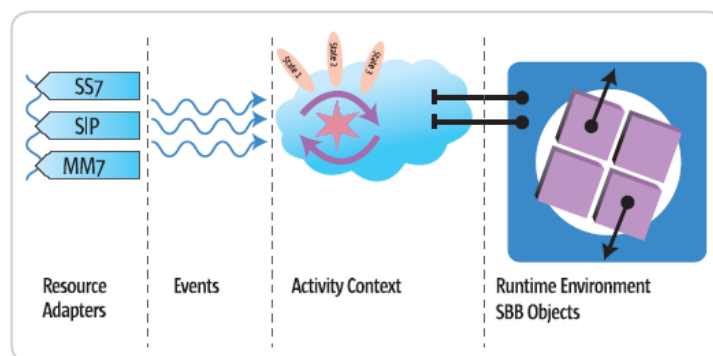 State 1
State 2
State 3
SS7
SIP
MM7
Resource
Adapters
Events
Activity Context
Runtime Environment
SBB Objects